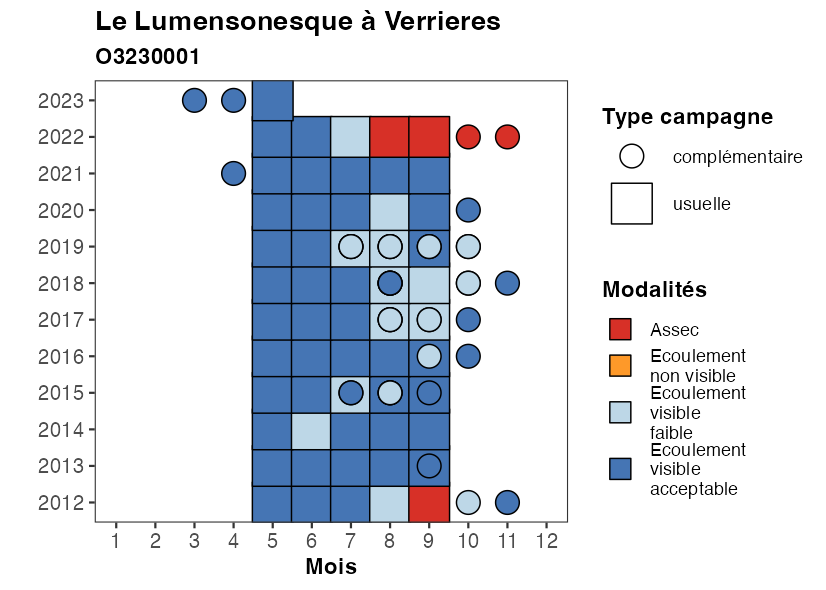 Le Lumensonesque à Verrieres
O3230001
2023
2022
2021
2020
2019
2018
2017
2016
2015
2014
2013
2012
1 2 3 4 5 6 7 8 9 10 11 12
Mois
Type campagne
complémentaire
usuelle
Modalités
Assec
Ecoulement
non visible
Ecoulement
visible
faible
Ecoulement
visible
acceptable